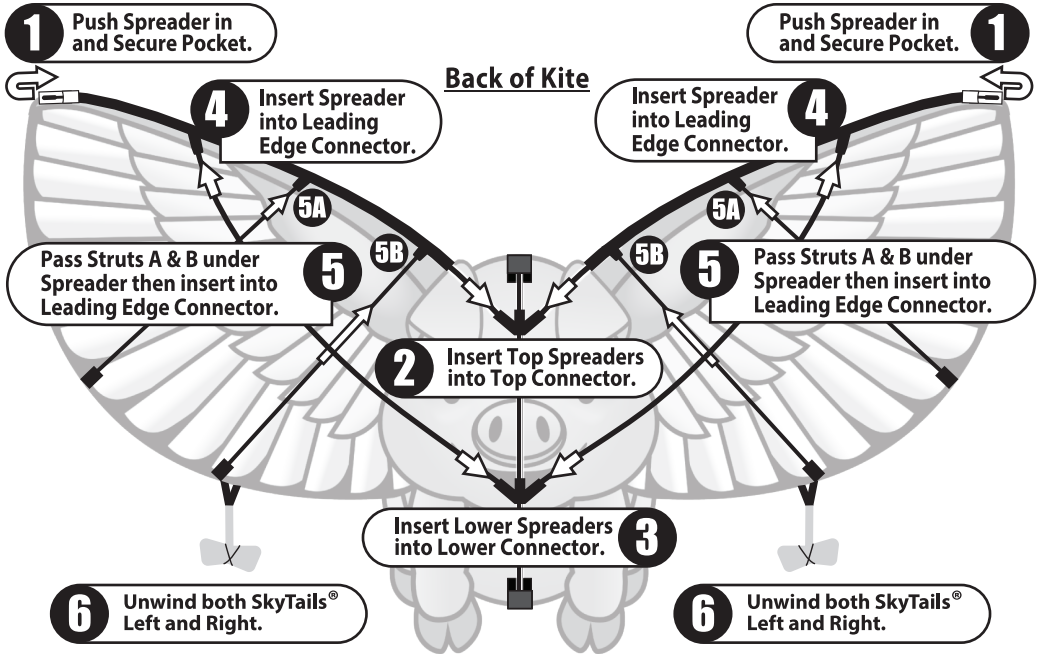 1
Push Spreader in
and Secure Pocket.
Push Spreader in
and Secure Pocket.
1
Back of Kite
4
Insert Spreader
into Leading
Edge Connector.
Insert Spreader
into Leading
Edge Connector.
4
5A
5A
5B
5B
Pass Struts A & B under
Spreader then insert into
Leading Edge Connector.
5
5
Pass Struts A & B under
Spreader then insert into
Leading Edge Connector.
2
Insert Top Spreaders
into Top Connector.
Insert Lower Spreaders
into Lower Connector.
3
6
Unwind both SkyTails®
Left and Right.
6
Unwind both SkyTails®
Left and Right.